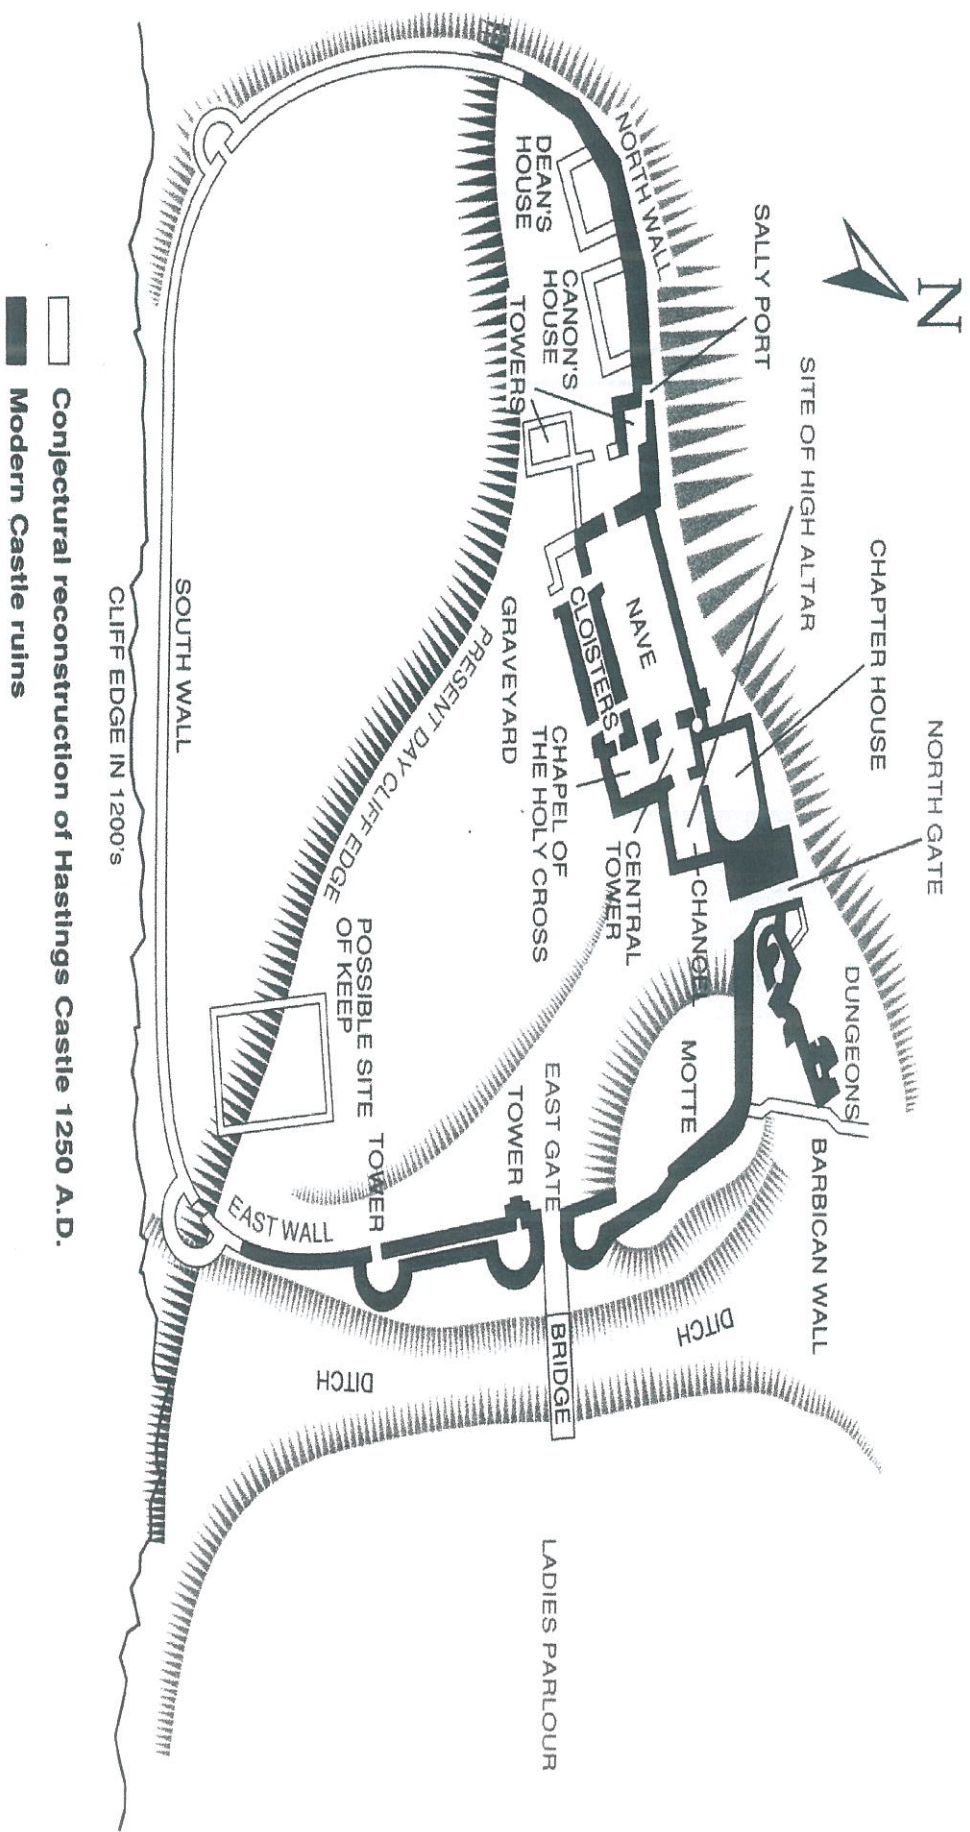 N
SALLY PORT
SITE OF HIGH ALTAR
CHAPTER HOUSE
NORTH GATE
NORTH WALL
DEAN'S
HOUSE
CANON'S
HOUSE
TOWERS
NAVE
CLOISTERS
GRAVEYARD
CHAPEL OF
THE HOLY CROSS
CENTRAL
TOWER
CHANCEL
DUNGEONS
MOTTE
BARBICAN WALL
EAST GATE
TOWER
BRIDGE
DITCH
DITCH
LADIES PARLOUR
PRESENT DAY CLIFF EDGE
POSSIBLE SITE
OF KEEP
TOWER
EAST WALL
SOUTH WALL
CLIFF EDGE IN 1200's
Conjectural reconstruction of Hastings Castle 1250 A.D.
Modern Castle ruins